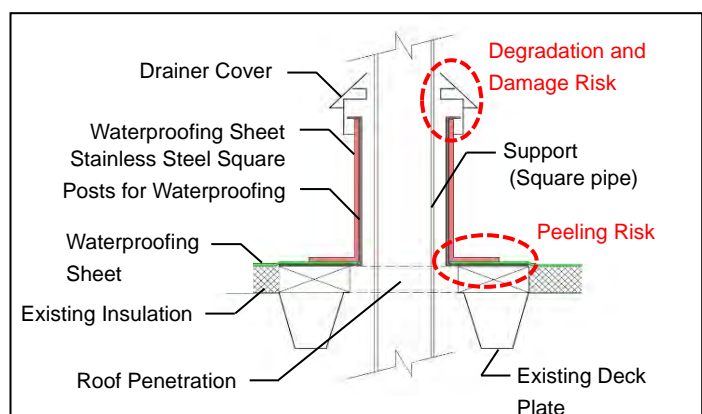 Drainer Cover
Waterproofing Sheet
Stainless Steel Square
Posts for Waterproofing
Waterproofing
Sheet
Existing Insulation
Roof Penetration
Degradation and
Damage Risk
Support
(Square pipe)
Peeling Risk
Existing Deck
Plate